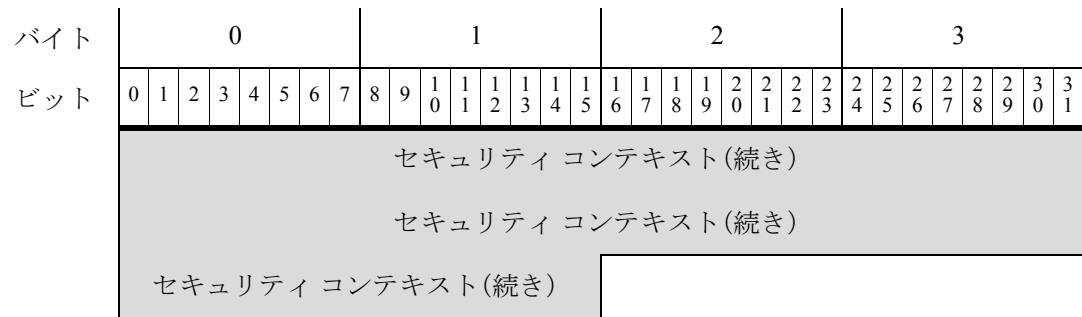 バイト 0 1 2 3
ビット 0 1 2 3 4 5 6 7 8 9 10 11 12 13 14 15 16 17 18 19 20 21 22 23 24 25 26 27 28 29 30 31
セキュリティ コンテキスト(続き)
セキュリティ コンテキスト(続き)
セキュリティ コンテキスト(続き)